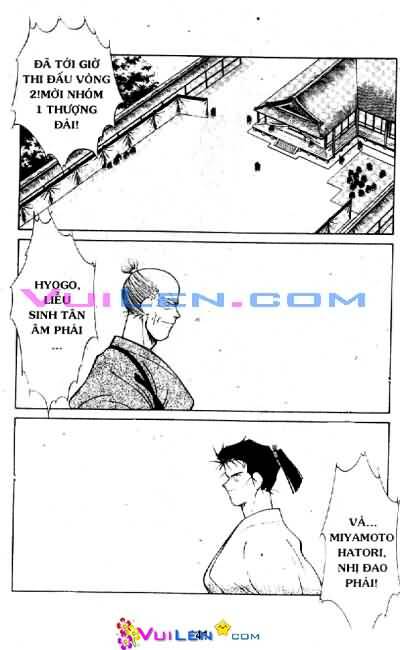 ĐÃ TỚI GIỜ
THI ĐẤU VÒNG
2!MỜI NHÓM
1 THƯỢNG
ĐÀI!
HYOGO,
LIỄU
SINH TÂN
ÂM PHÁI
...
VUILEN.COM
VÀ...
MIYAMOTO
HATORI,
NHỊ ĐAO
PHÁI!
VUILEN.COM